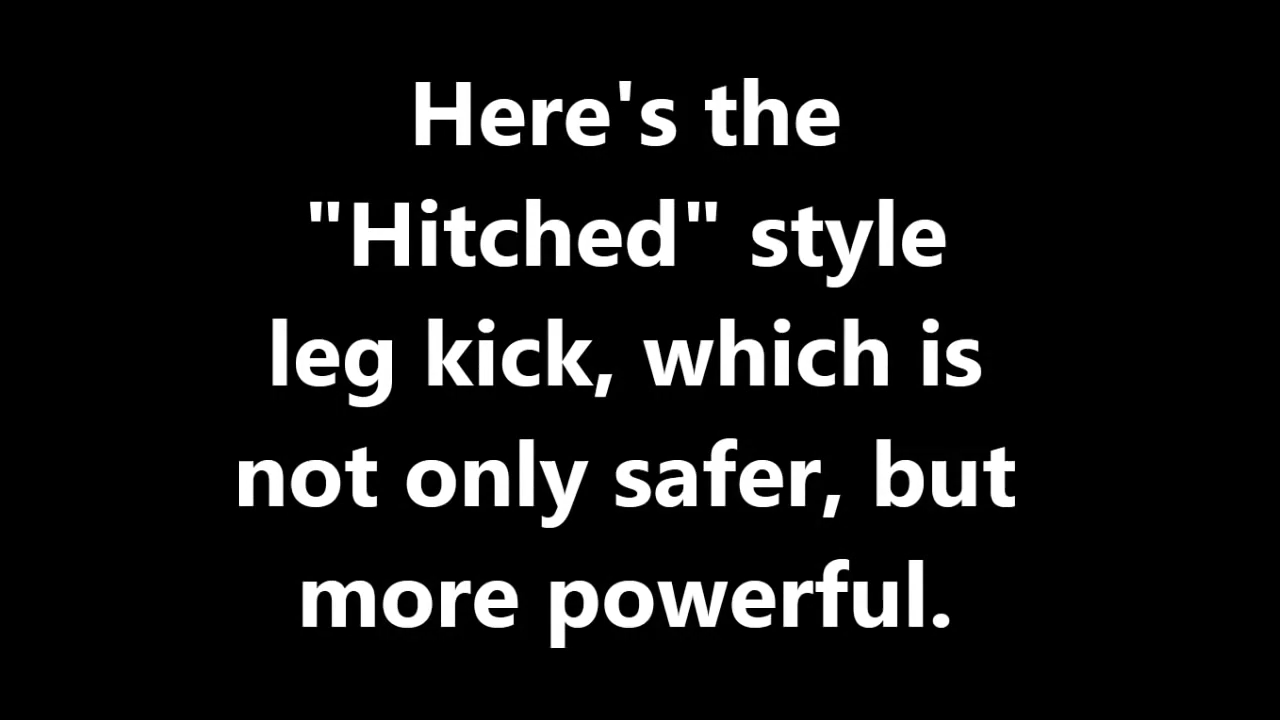 Here's the
"Hitched" style
leg kick, which is
not only safer, but
more powerful.